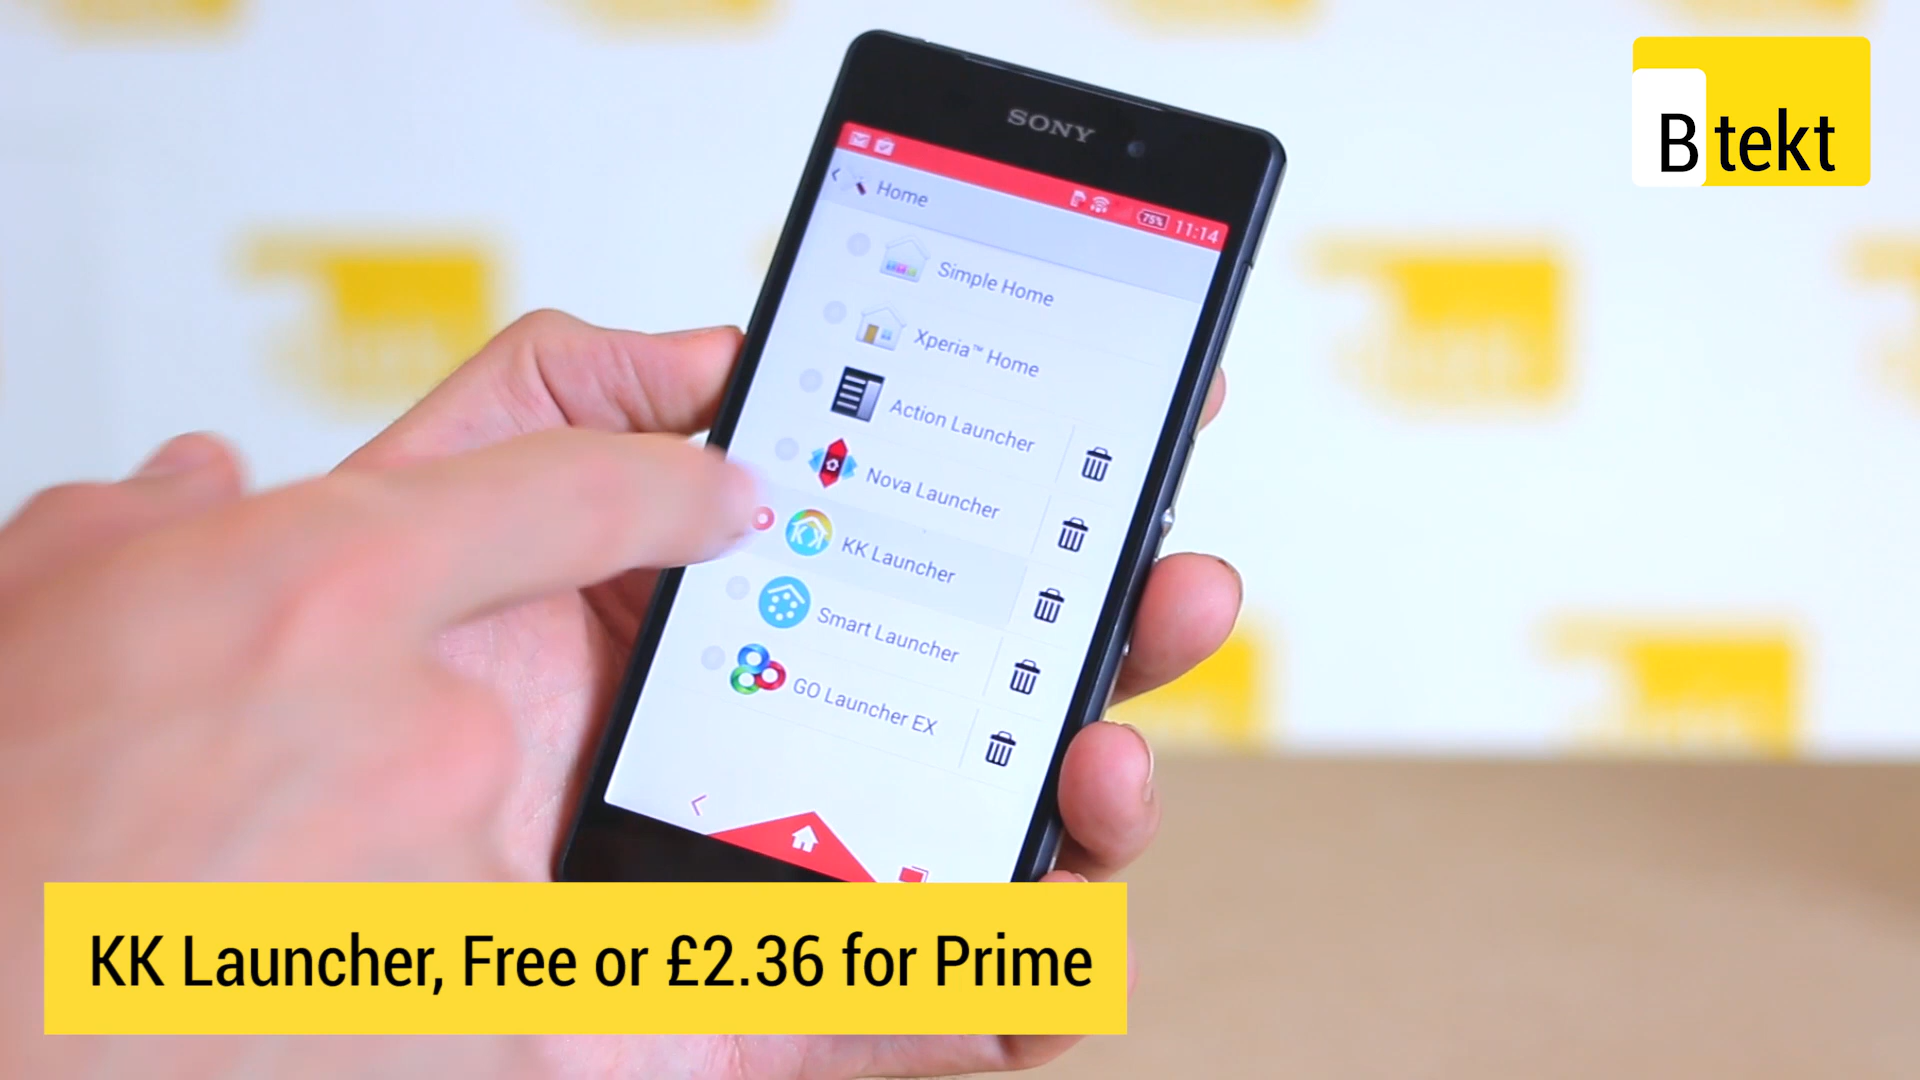 B tekt
SONY
75% 11:14
Home
Simple Home
Xperia™ Home
Action Launcher
Nova Launcher
KK Launcher
Smart Launcher
GO Launcher EX
KK Launcher, Free or £2.36 for Prime